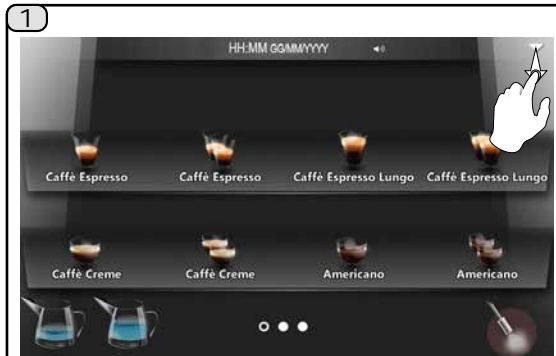 1
HH:MM GG/MM/YYYY
Caffè Espresso Caffè Espresso Caffè Espresso Lungo Caffè Espresso Lungo
Caffè Creme Caffè Creme Americano Americano